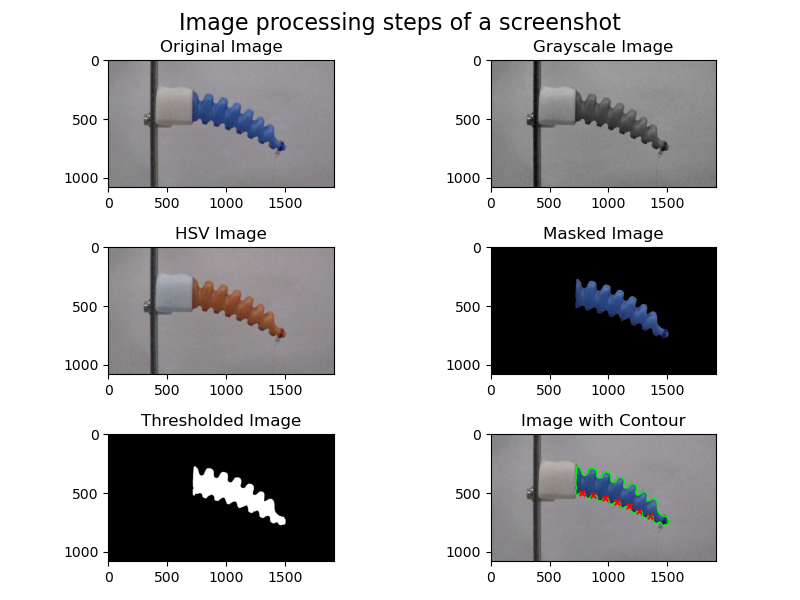 Image processing steps of a screenshot
Original Image
0
500
1000
0 500 1000 1500
Grayscale Image
0
500
1000
0 500 1000 1500
HSV Image
0
500
1000
0 500 1000 1500
Masked Image
0
500
1000
0 500 1000 1500
Thresholded Image
0
500
1000
0 500 1000 1500
Image with Contour
0
500
1000
0 500 1000 1500